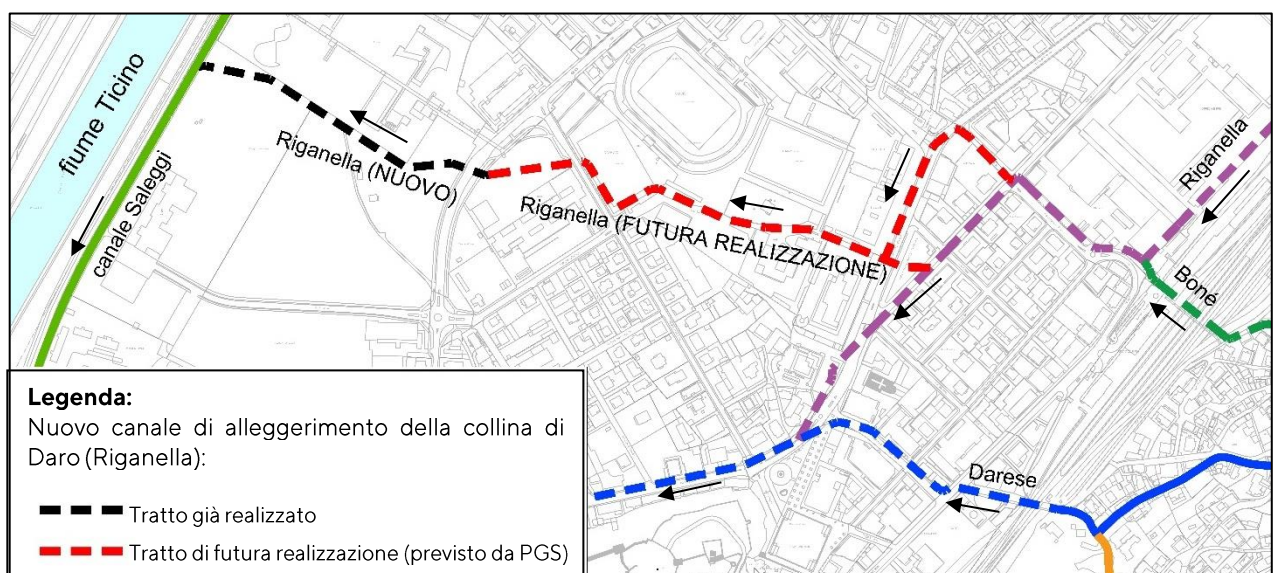 fiume Ticino
canale Saleggi
Riganella (NUOVO)
Riganella (FUTURA REALIZZAZIONE)
Riganella
Boné
Darese
Legenda:
Nuovo canale di alleggerimento della collina di
Daro (Riganella):
Tratto già realizzato
Tratto di futura realizzazione (previsto da PGS)